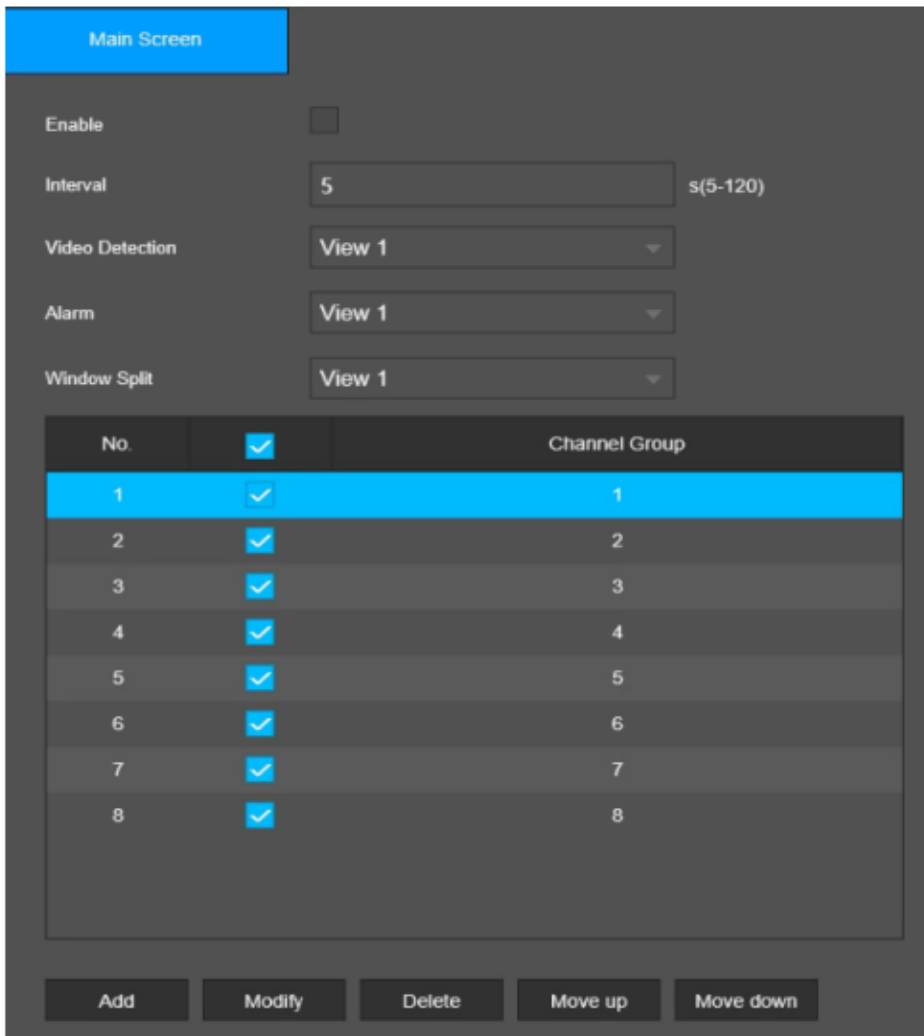 Main Screen
Enable
Interval 5 s(5-120)
Video Detection View 1
Alarm View 1
Window Split View 1
No. Channel Group
1 1
2 2
3 3
4 4
5 5
6 6
7 7
8 8
Add Modify Delete Move up Move down